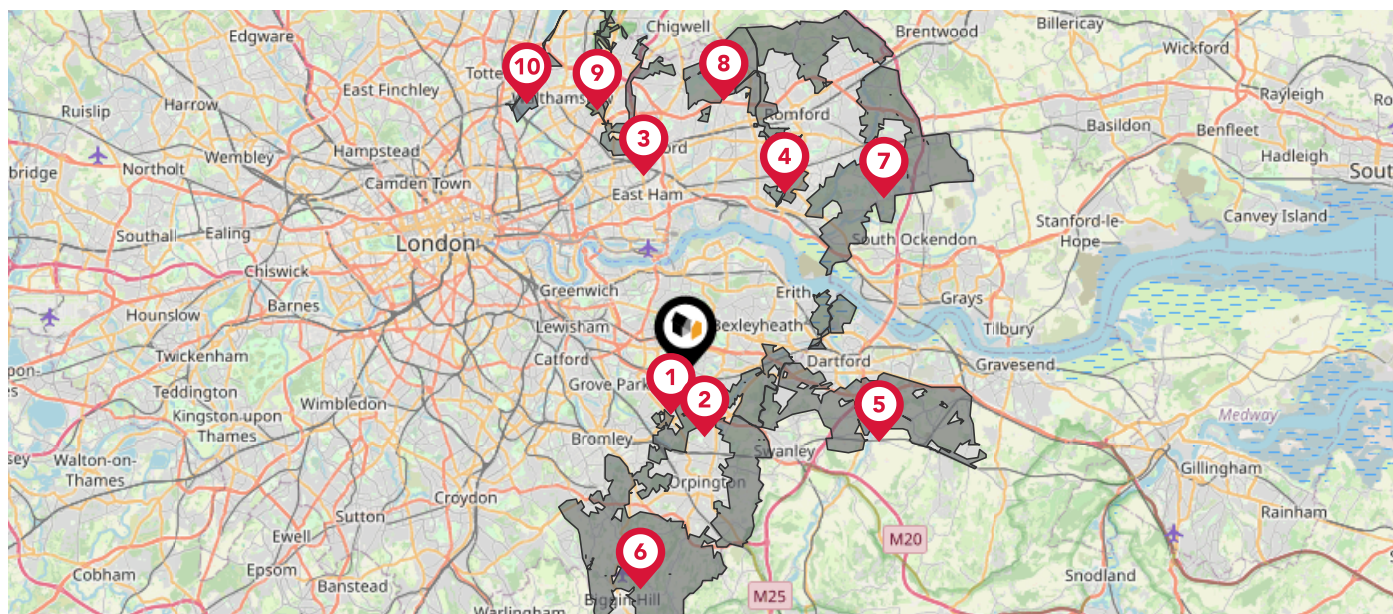 Edgware
Chigwell
Billericay
Brentwood
Wickford
10
9
8
East Finchley
Harrow
Ruislip
Rayleigh
Romford
Basildon
Benfleet
3
4
7
Hampstead
Wembley
Northolt
Hadleigh
Camden Town
East Ham
Canvey Island
Stanford-le-
Hope
Southall
Ealing
London
South Ockendon
Chiswick
Greenwich
Erith
Grays
Barnes
Hounslow
Lewisham
Bexleyheath
Tilbury
Twickenham
Catford
Dartford
Gravesend
Teddington
Grove Park
1
2
5
Wimbledon
Kingston upon
Thames
Medway
Bromley
Swanley
Walton-on-
Thames
Gillingham
Orpington
Croydon
Rainham
Sutton
Ewell
M20
6
Cobham
Epsom
Banstead
Snodland
M25
Biggin Hill
Warlingham